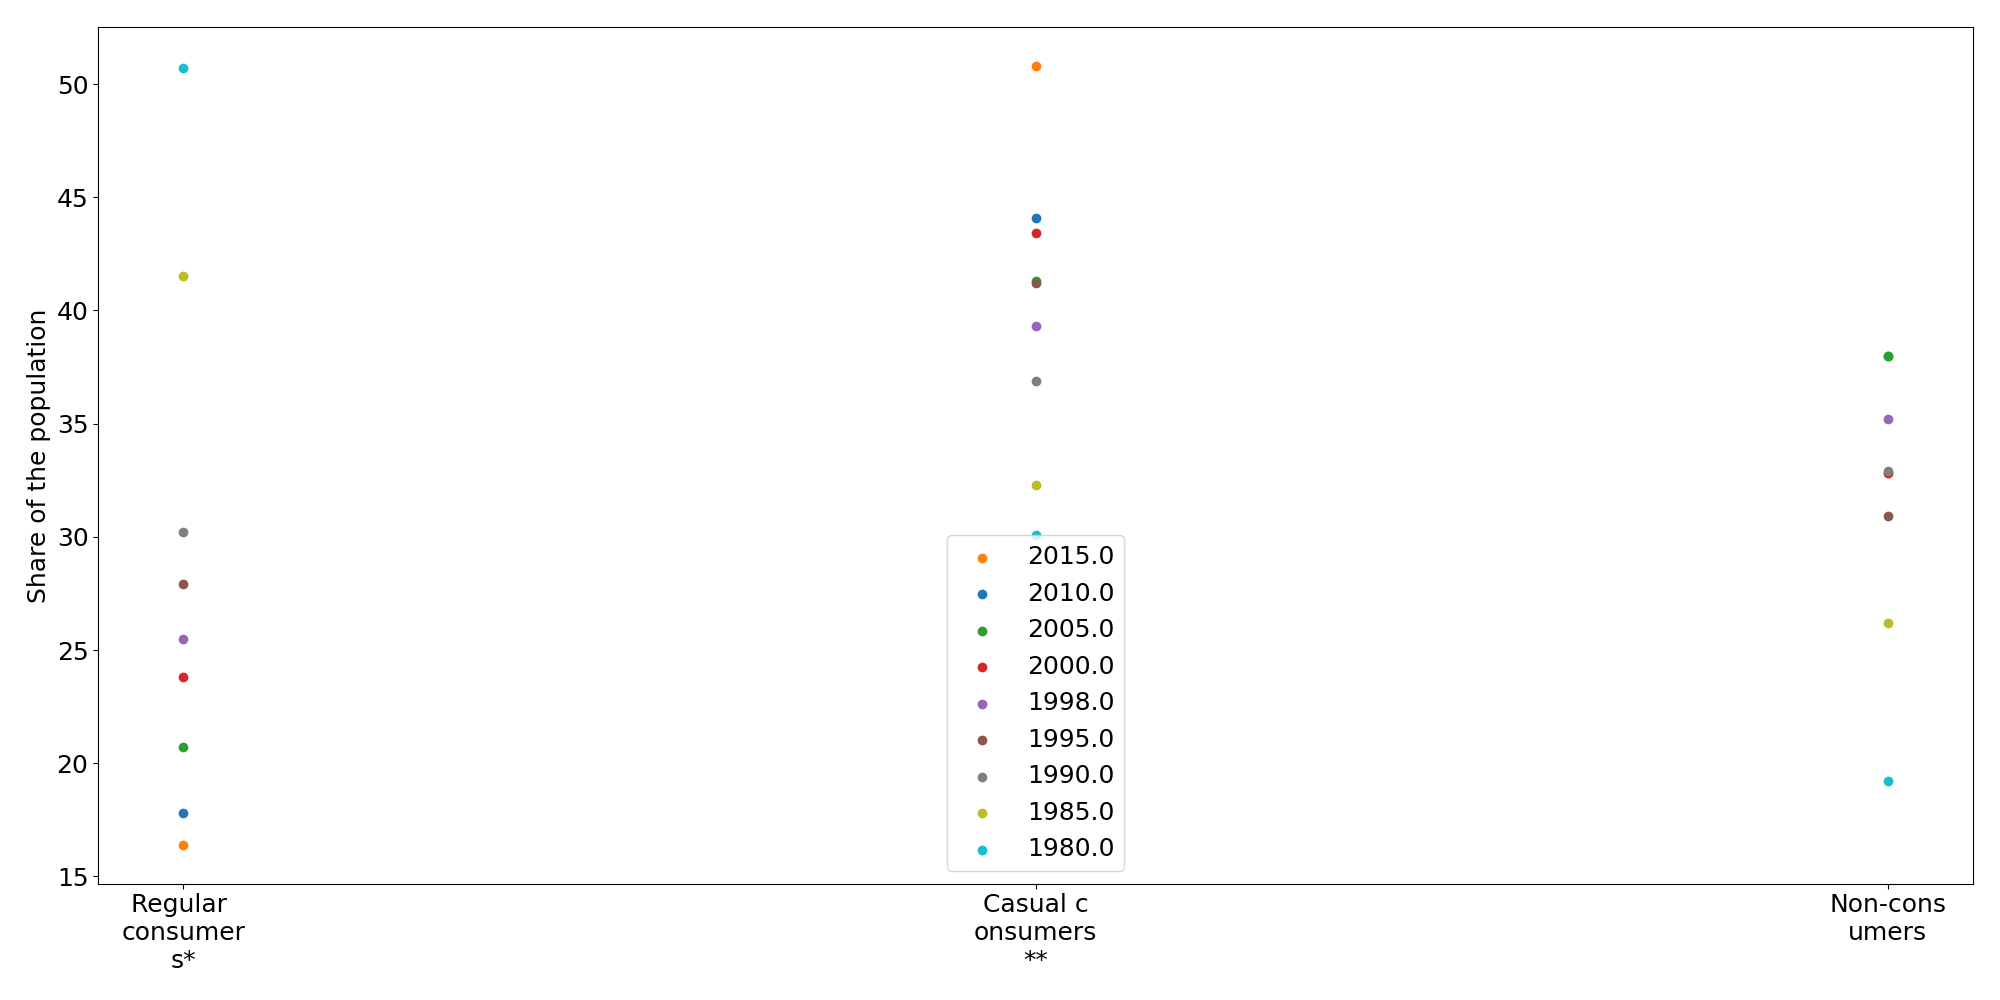 Share of the population
50
45
40
35
30
25
20
15
2015.0
2010.0
2005.0
2000.0
1998.0
1995.0
1990.0
1985.0
1980.0
Regular
consumer
s*
Casual c
onsumers
**
Non-cons
umers